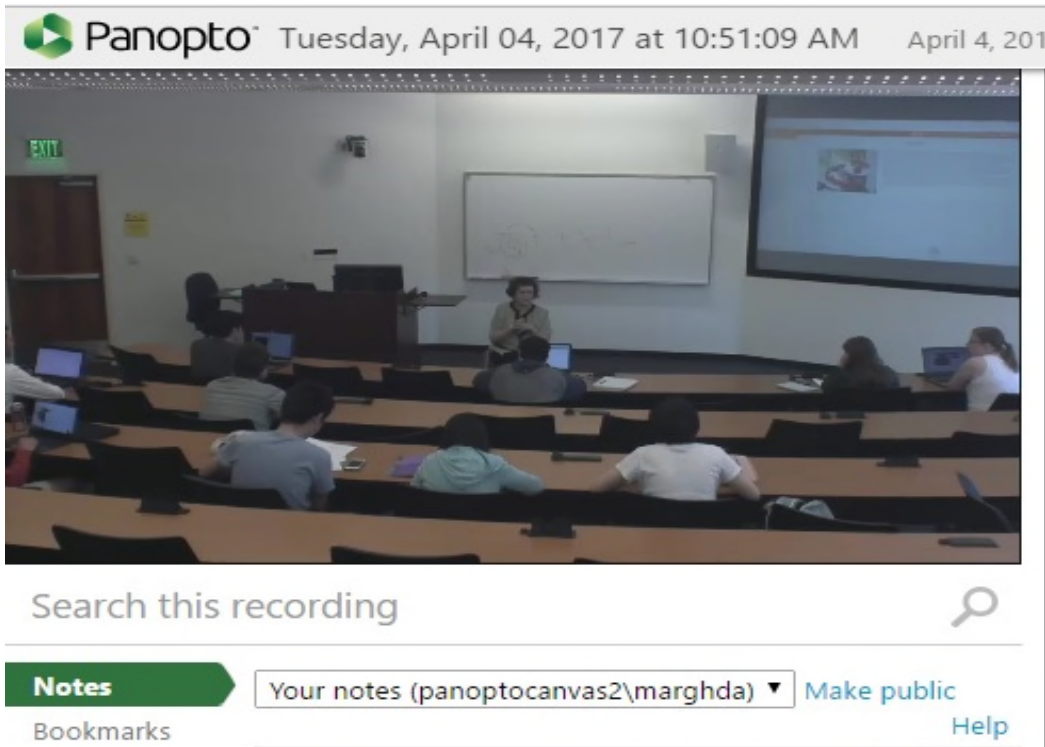 Panopto Tuesday, April 04, 2017 at 10:51:09 AM April 4, 201
EXIT
Search this recording
Notes
Your notes (panoptocanvas2\marghda) Make public
Bookmarks
Help